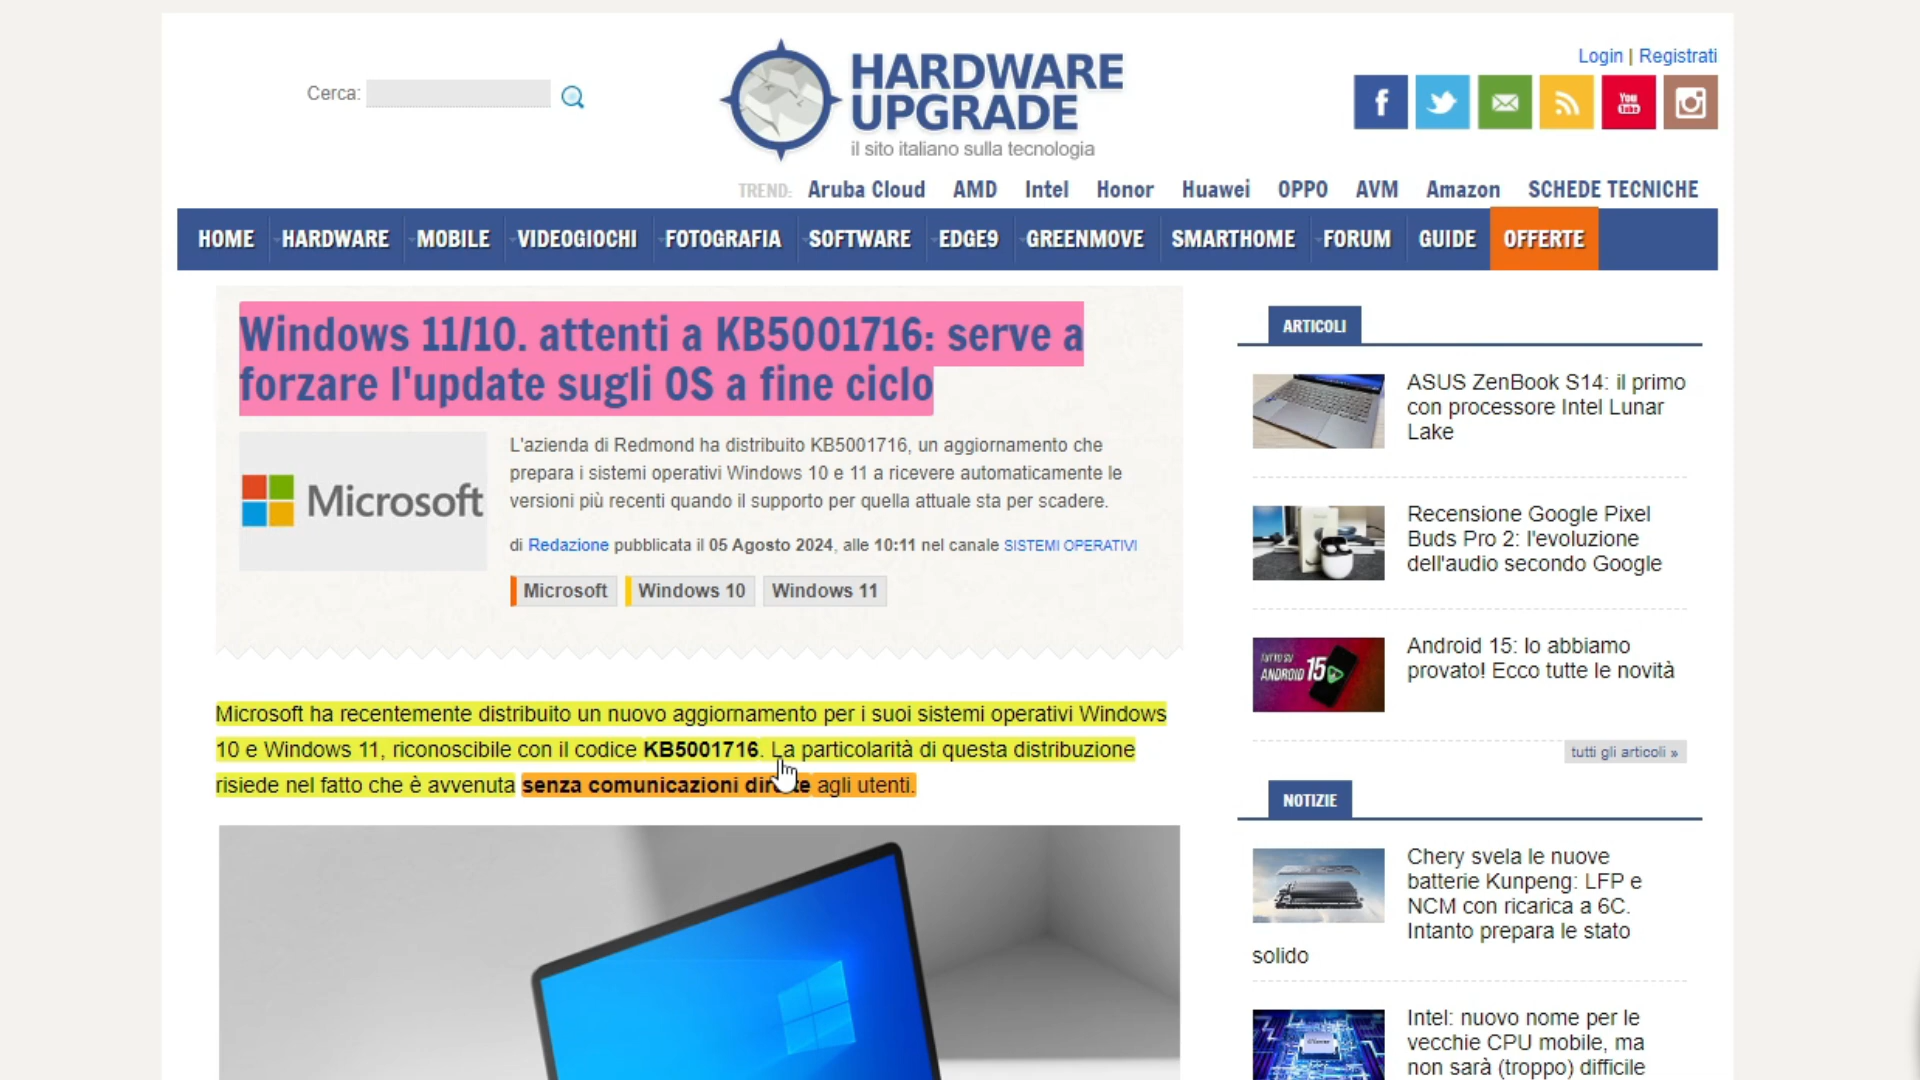 Login | Registrati
Cerca:
HARDWARE
UPGRADE
il sito italiano sulla tecnologia
TREND: Aruba Cloud AMD Intel Honor Huawei OPPO AVM Amazon SCHEDE TECNICHE
HOME HARDWARE MOBILE VIDEOGIOCHI FOTOGRAFIA SOFTWARE EDGE9 GREENMOVE SMARTHOME FORUM GUIDE OFFERTE
Windows 11/10. attenti a KB5001716: serve a
forzare l'update sugli OS a fine ciclo
Microsoft
L'azienda di Redmond ha distribuito KB5001716, un aggiornamento che
prepara i sistemi operativi Windows 10 e 11 a ricevere automaticamente le
versioni più recenti quando il supporto per quella attuale sta per scadere.
di Redazione pubblicata il 05 Agosto 2024, alle 10:11 nel canale SISTEMI OPERATIVI
Microsoft Windows 10 Windows 11
Microsoft ha recentemente distribuito un nuovo aggiornamento per i suoi sistemi operativi Windows
10 e Windows 11, riconoscibile con il codice KB5001716. La particolarità di questa distribuzione
risiede nel fatto che è avvenuta senza comunicazioni dirette agli utenti.
ARTICOLI
ASUS ZenBook S14: il primo
con processore Intel Lunar
Lake
Recensione Google Pixel
Buds Pro 2: l'evoluzione
dell'audio secondo Google
TUTTO SU
ANDROID 15
Android 15: lo abbiamo
provato! Ecco tutte le novità
tutti gli articoli »
NOTIZIE
Chery svela le nuove
batterie Kunpeng: LFP e
NCM con ricarica a 6C.
Intanto prepara le stato
solido
Intel: nuovo nome per le
vecchie CPU mobile, ma
non sarà (troppo) difficile